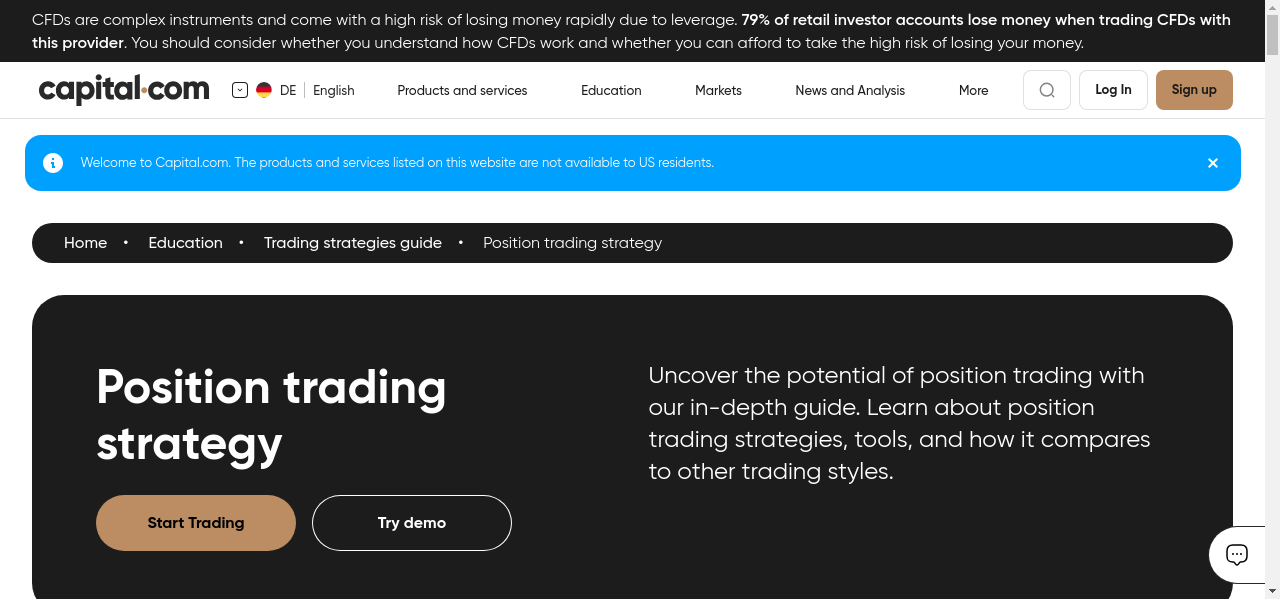 CFDs are complex instruments and come with a high risk of losing money rapidly due to leverage. 79% of retail investor accounts lose money when trading CFDs with
this provider. You should consider whether you understand how CFDs work and whether you can afford to take the high risk of losing your money.
capital.com
DE English
Products and services
Education
Markets
News and Analysis
More
Log In
Sign up
Welcome to Capital.com. The products and services listed on this website are not available to US residents.
Home • Education • Trading strategies guide • Position trading strategy
Position trading
strategy
Start Trading
Try demo
Uncover the potential of position trading with
our in-depth guide. Learn about position
trading strategies, tools, and how it compares
to other trading styles.